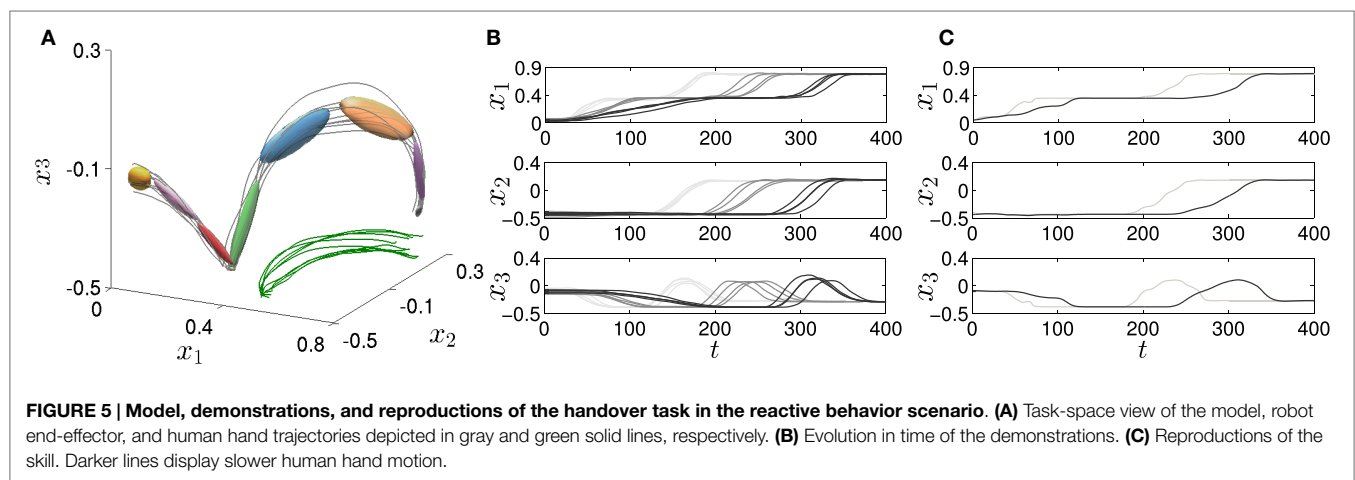 A
B
C
0.3
-0.1
-0.5
x3
0
0.4
0.8
x1
-0.5
-0.1
0.3
x2
0.9
0.4
0
x1
0 100 200 300 400
0.4
0
−0.5
x2
0 100 200 300 400
0.4
0
−0.5
x3
0 100 200 300 400
t
0.9
0.4
0
x1
0 100 200 300 400
0.4
0
−0.5
x2
0 100 200 300 400
0.4
0
−0.5
x3
0 100 200 300 400
t
FIGURE 5 | Model, demonstrations, and reproductions of the handover task in the reactive behavior scenario. (A) Task-space view of the model, robot
end-effector, and human hand trajectories depicted in gray and green solid lines, respectively. (B) Evolution in time of the demonstrations. (C) Reproductions of the
skill. Darker lines display slower human hand motion.